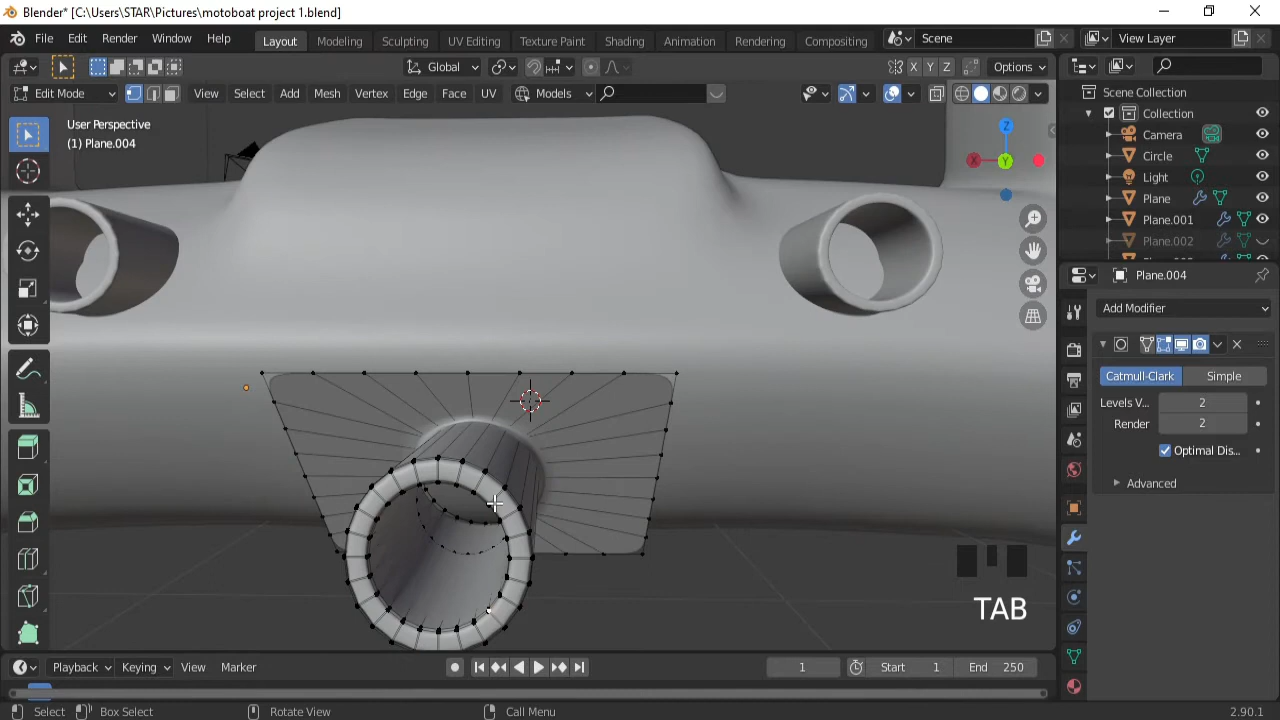 Blender* [C:\Users\STAR\Pictures\motoboat project 1.blend]
File Edit Render Window Help
Layout Modeling Sculpting UV Editing Texture Paint Shading Animation Rendering Compositing
Scene View Layer
Global X Y Z Options
Edit Mode View Select Add Mesh Vertex Edge Face UV Models
User Perspective
(1) Plane.004
Z
X Y
Scene Collection
Collection
Camera
Circle
Light
Plane
Plane.001
Plane.002
Plane.004
Add Modifier
Catmull-Clark Simple
Levels V... 2
Render 2
Optimal Dis...
Advanced
TAB
Playback Keying View Marker 1 Start 1 End 250
Select Box Select Rotate View Call Menu 2.90.1